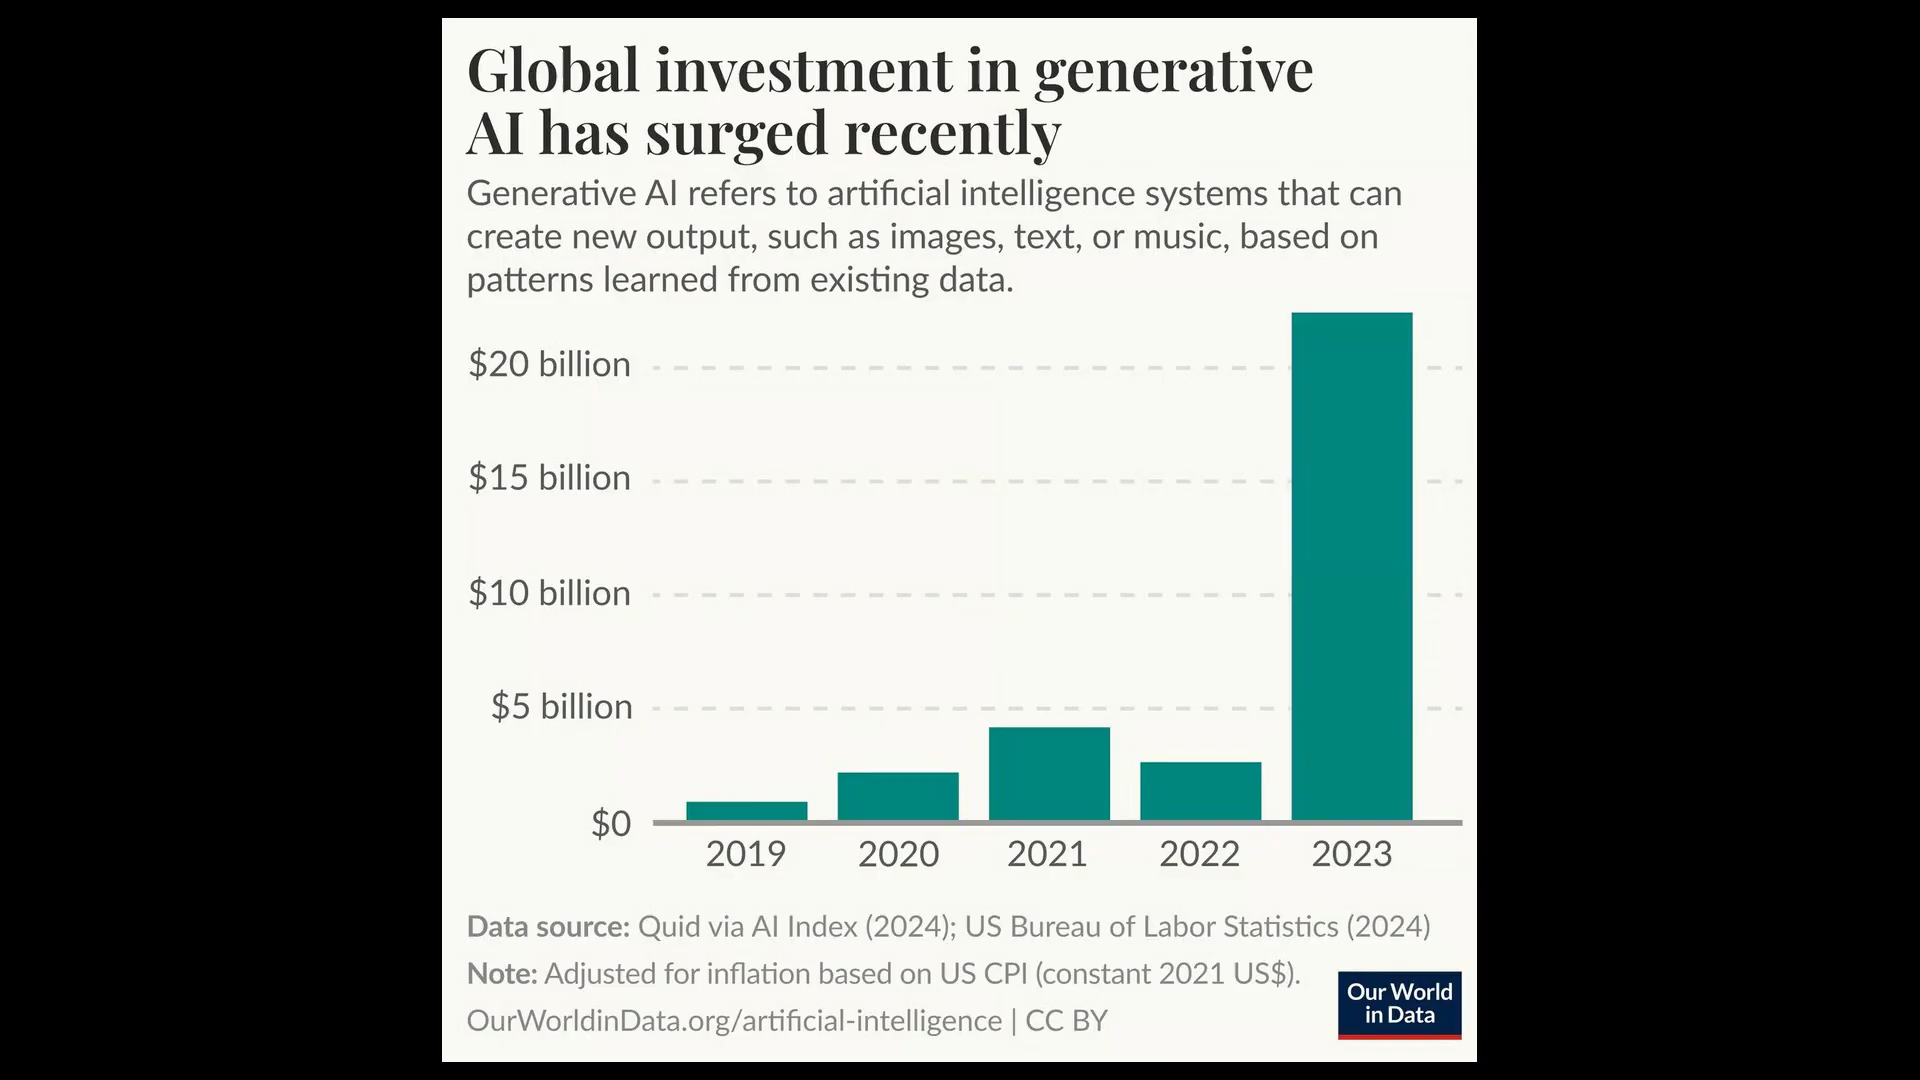 Global investment in generative
AI has surged recently
Generative AI refers to artificial intelligence systems that can
create new output, such as images, text, or music, based on
patterns learned from existing data.
$20 billion
$15 billion
$10 billion
$5 billion
$0
2019 2020 2021 2022 2023
Data source: Quid via AI Index (2024); US Bureau of Labor Statistics (2024)
Note: Adjusted for inflation based on US CPI (constant 2021 US$).
OurWorldinData.org/artificial-intelligence | CC BY
Our World
in Data